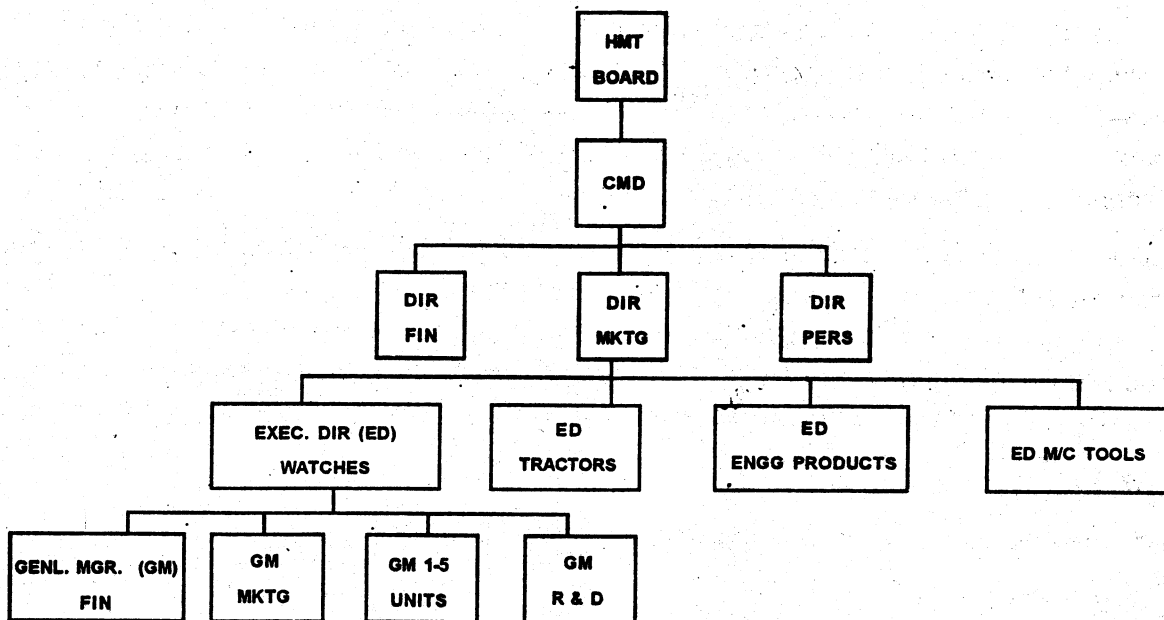 HMT
BOARD
CMD
DIR
FIN
DIR
MKTG
DIR
PERS
EXEC. DIR (ED)
WATCHES
ED
TRACTORS
ED
ENGG PRODUCTS
ED M/C TOOLS
GENL. MGR. (GM)
FIN
GM
MKTG
GM 1-5
UNITS
GM
R & D